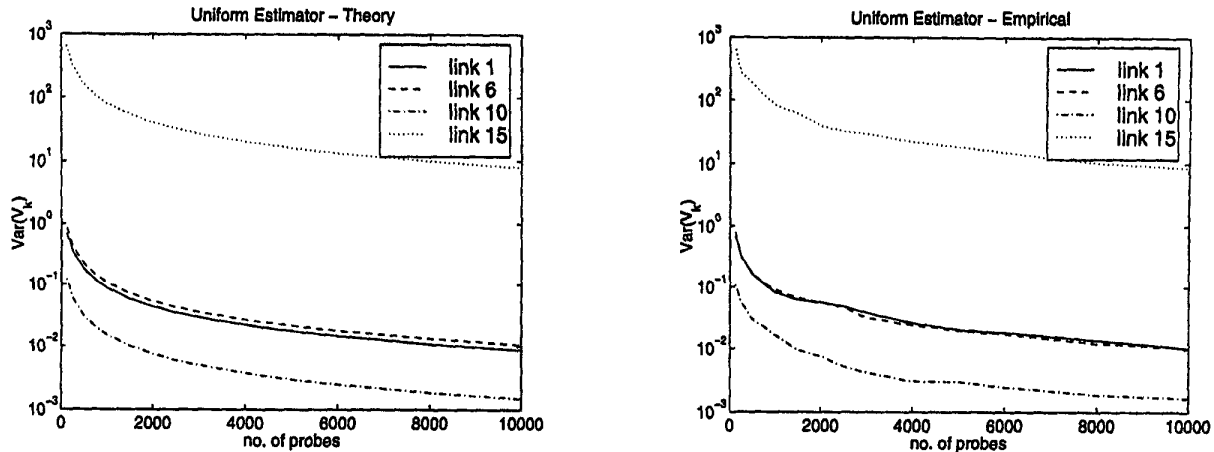 Uniform Estimator – Theory
Var(V_k)
10^3
10^2
10^1
10^0
10^−1
10^−2
10^−3
link 1
link 6
link 10
link 15
0 2000 4000 6000 8000 10000
no. of probes
Uniform Estimator – Empirical
Var(V_k)
10^3
10^2
10^1
10^0
10^−1
10^−2
10^−3
link 1
link 6
link 10
link 15
0 2000 4000 6000 8000 10000
no. of probes